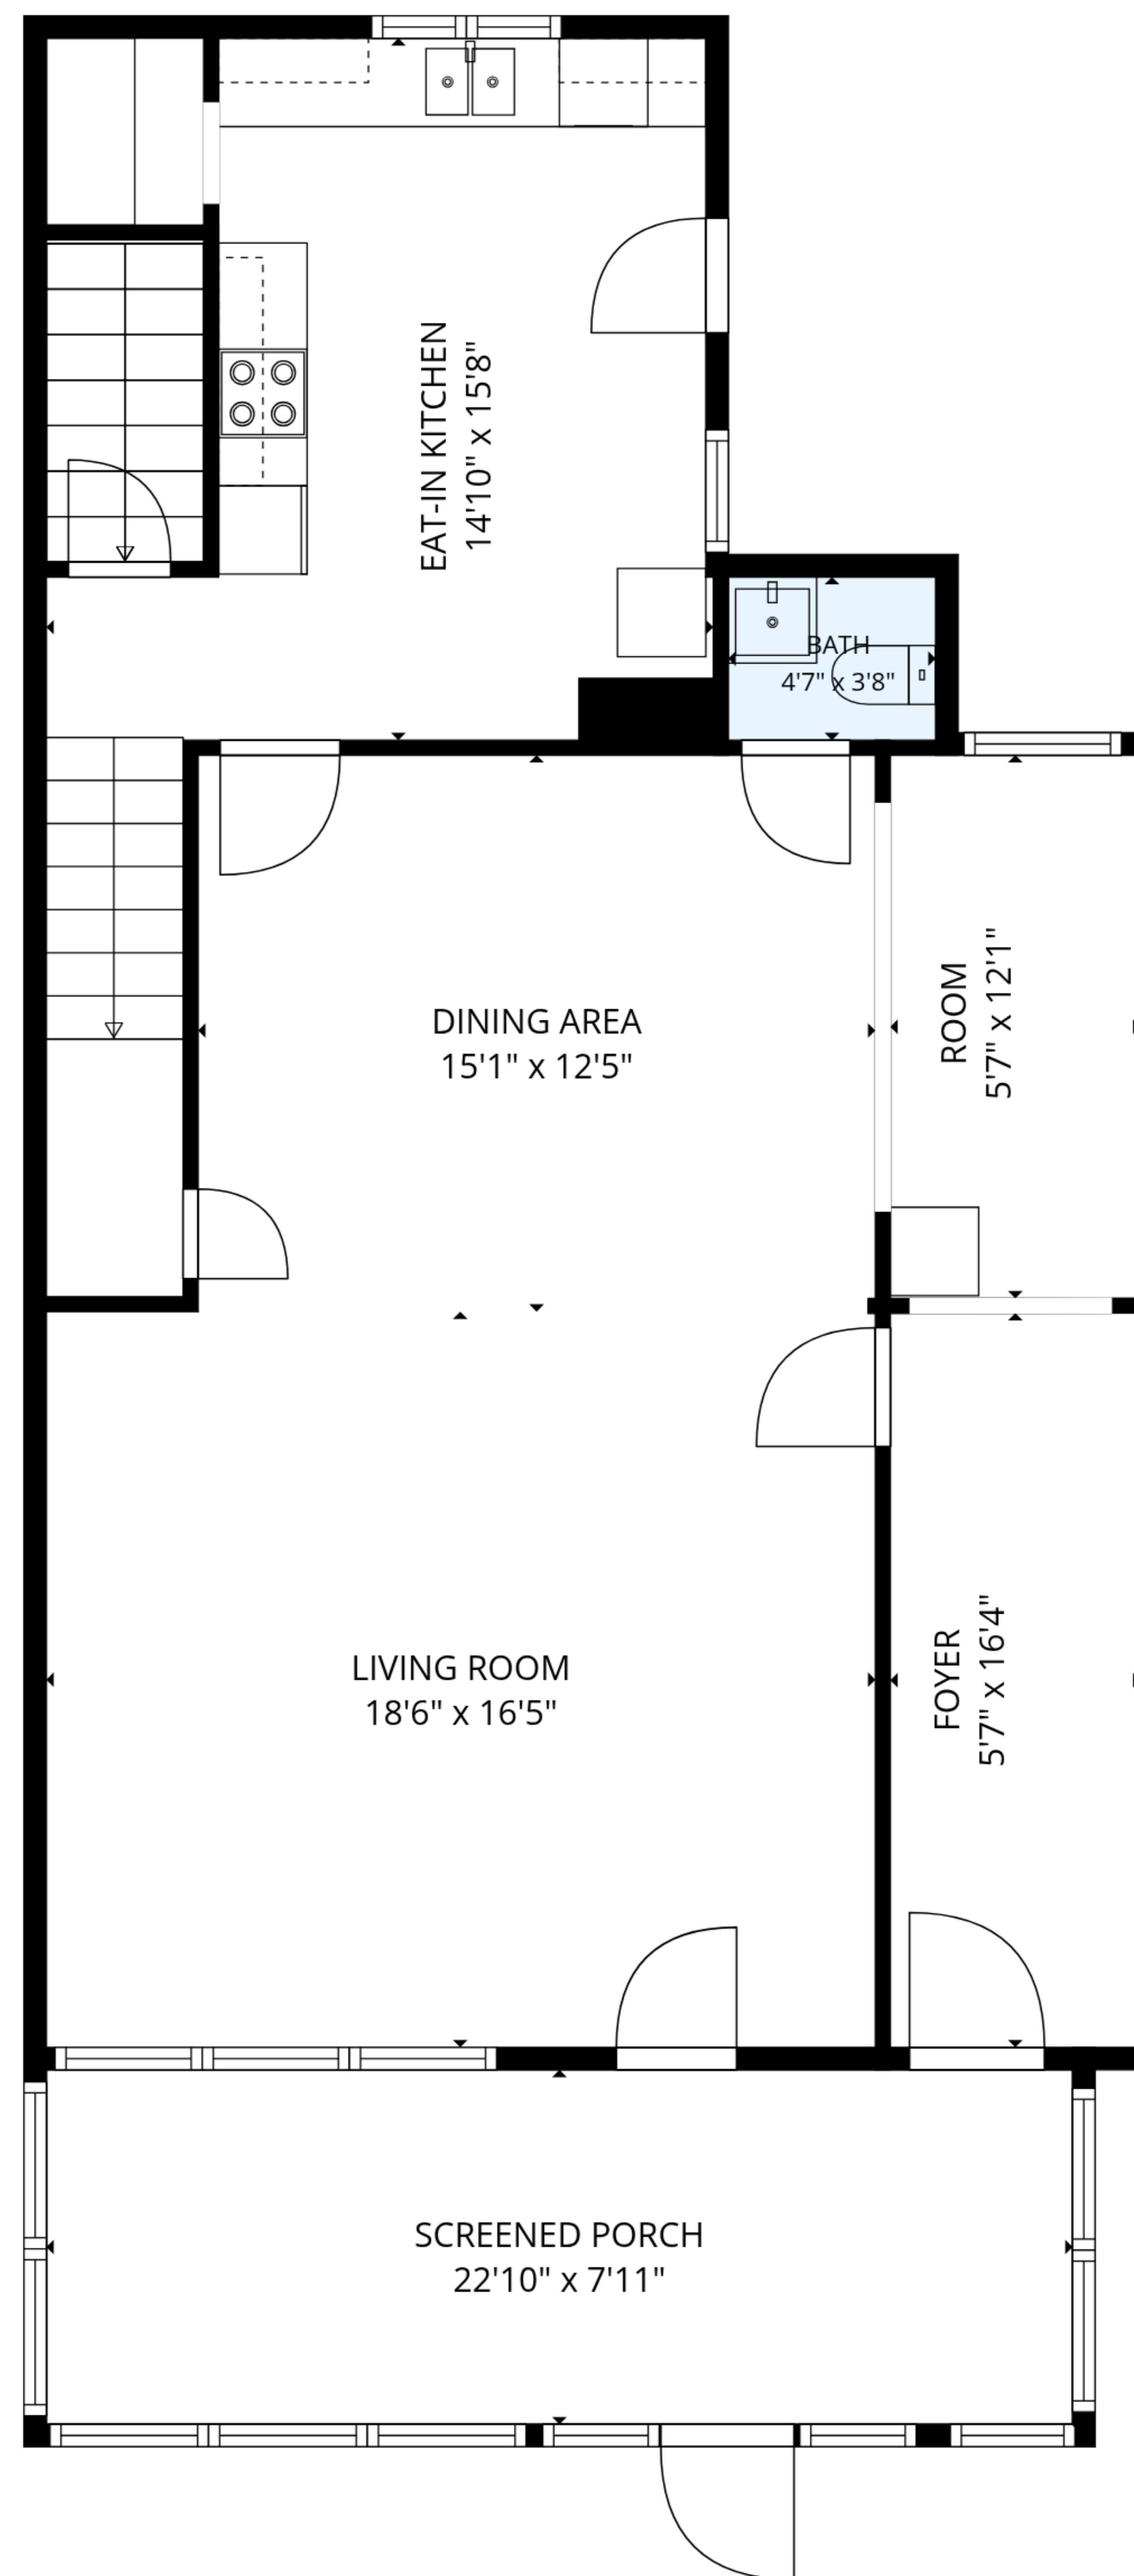 EAT-IN KITCHEN
14'10" x 15'8"
BATH
4'7" x 3'8"
DINING AREA
15'1" x 12'5"
ROOM
5'7" x 12'1"
LIVING ROOM
18'6" x 16'5"
FOYER
5'7" x 16'4"
SCREENED PORCH
22'10" x 7'11"